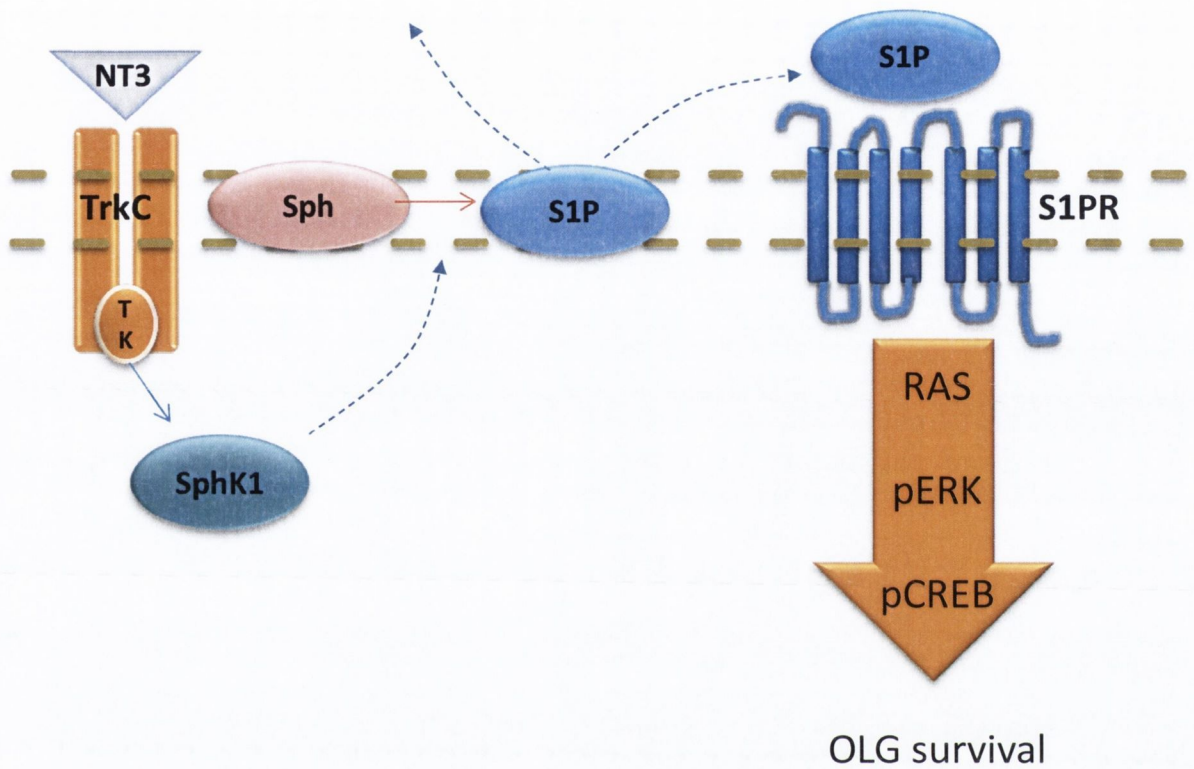 NT3
TrkC
T
K
Sph
S1P
S1P
S1PR
SphK1
RAS
pERK
pCREB
OLG survival